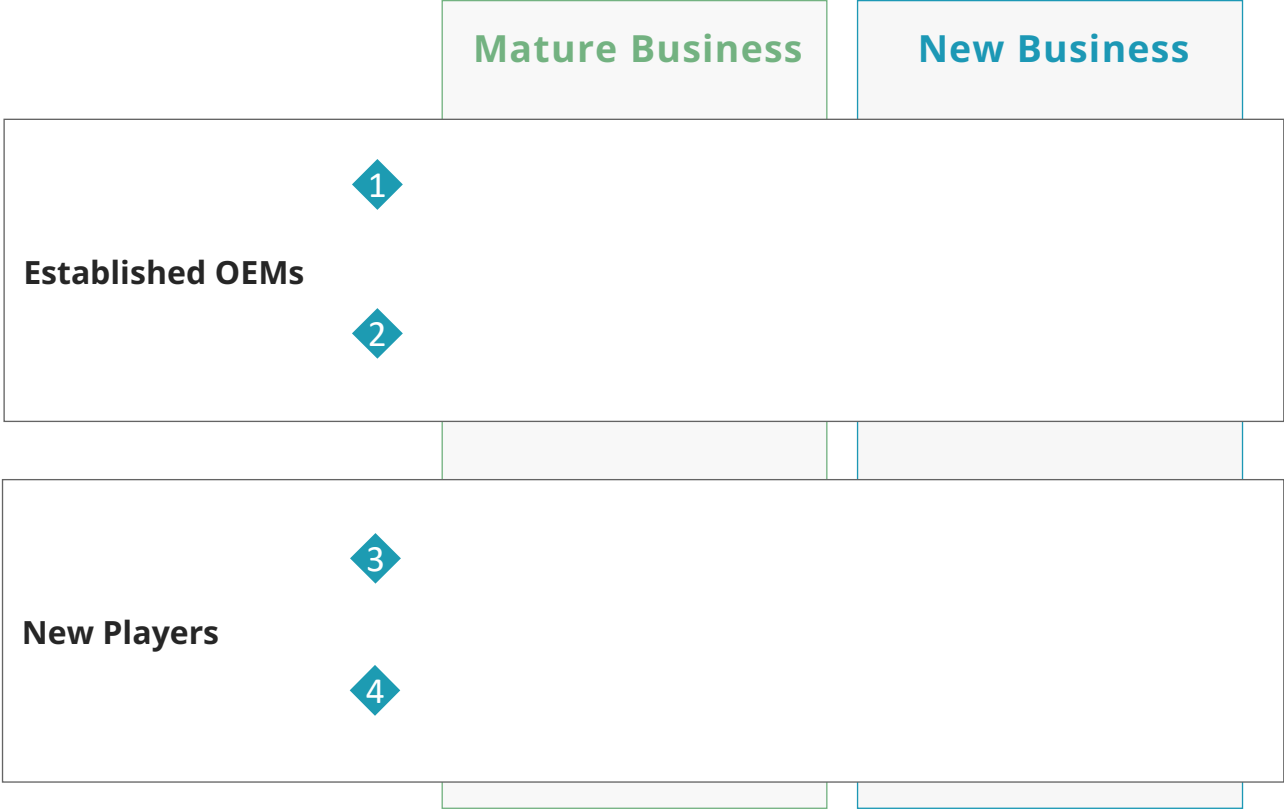 Mature Business
New Business
1
Established OEMs
2
3
New Players
4